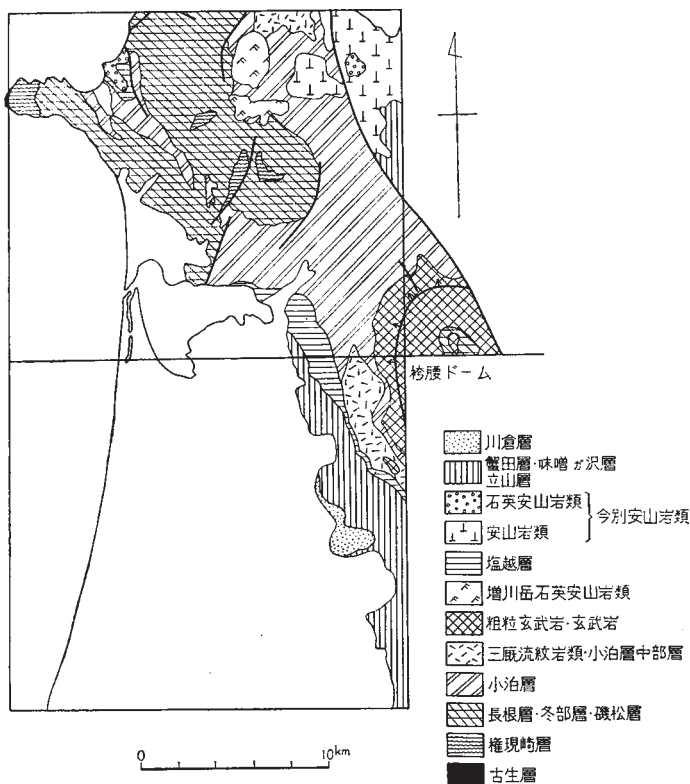 袴腰ドーム
川倉層
蟹田層・味噌ヶ沢層
立山層
石英安山岩類
安山岩類
今別安山岩類
塩越層
増川岳石英安山岩類
粗粒玄武岩・玄武岩
三厩流紋岩類・小泊層中部層
小泊層
長根層・冬部層・磯松層
権現崎層
古生層
0 10km